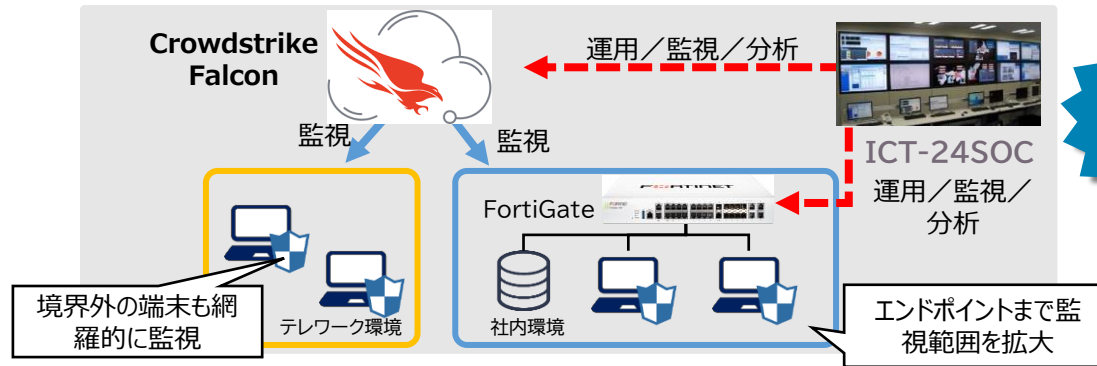 Crowdstrike
Falcon
運用／監視／分析
監視
監視
ICT-24SOC
運用／監視／
分析
FORTINET
FortiGate
境界外の端末も網
羅的に監視
テレワーク環境
社内環境
エンドポイントまで監
視範囲を拡大